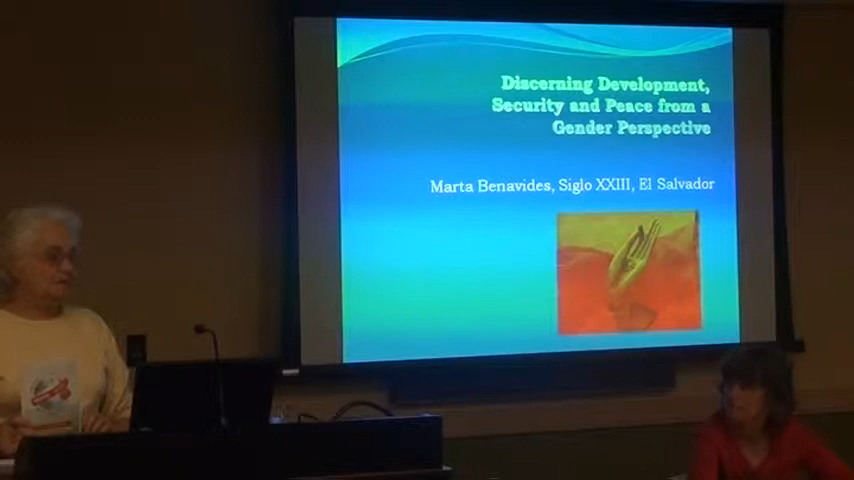 Discerning Development,
Security and Peace from a
Gender Perspective
Marta Benavides, Siglo XXIII, El Salvador